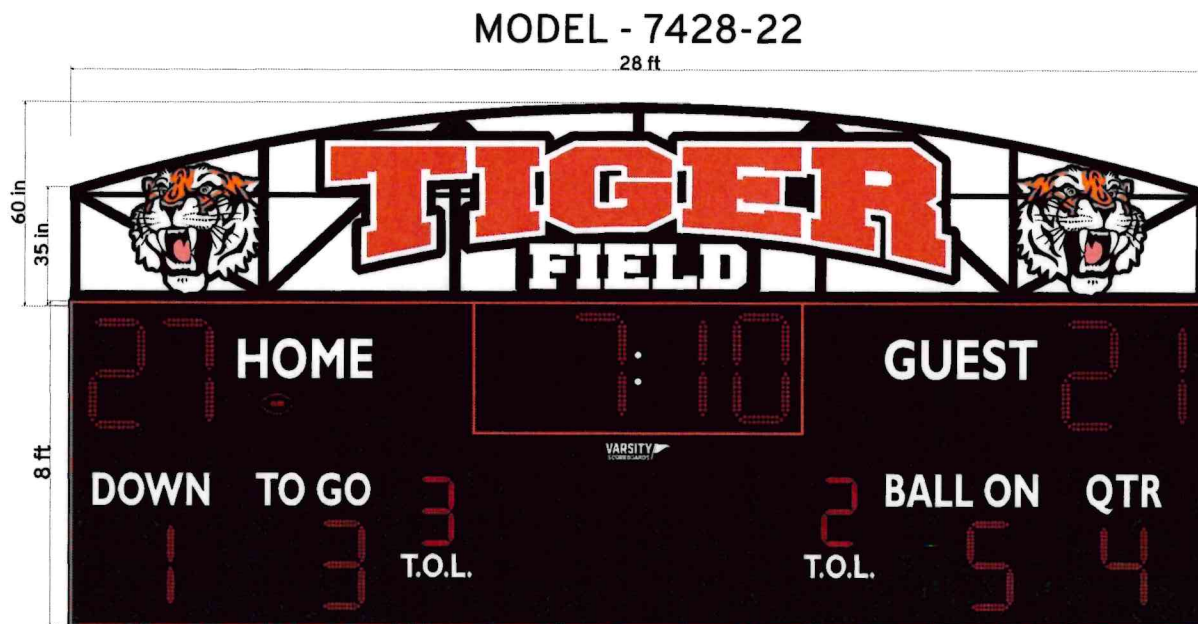 MODEL - 7428-22
28 ft
60 in
35 in
TIGER
FIELD
8 ft
27 HOME 7:10 GUEST 21
VARSITY
SCOREBOARDS
DOWN TO GO 3 2 BALL ON QTR
1 3 T.O.L. T.O.L. 5 4